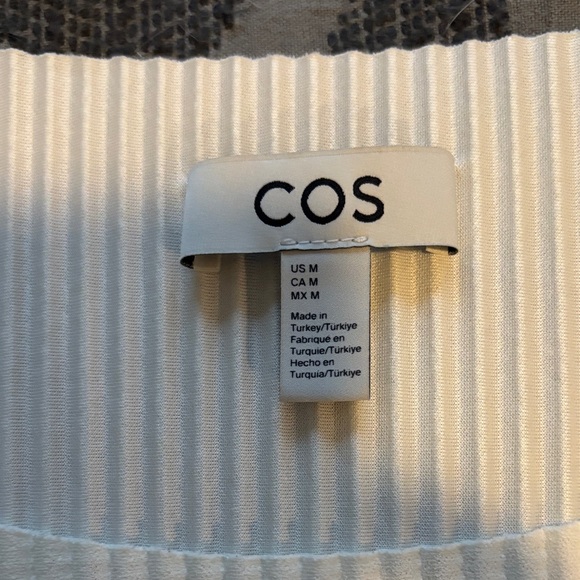 COS
US M
CA M
MX M
Made in
Turkey/Türkiye
Fabriqué en
Turquie/Türkiye
Hecho en
Turquia/Türkiye